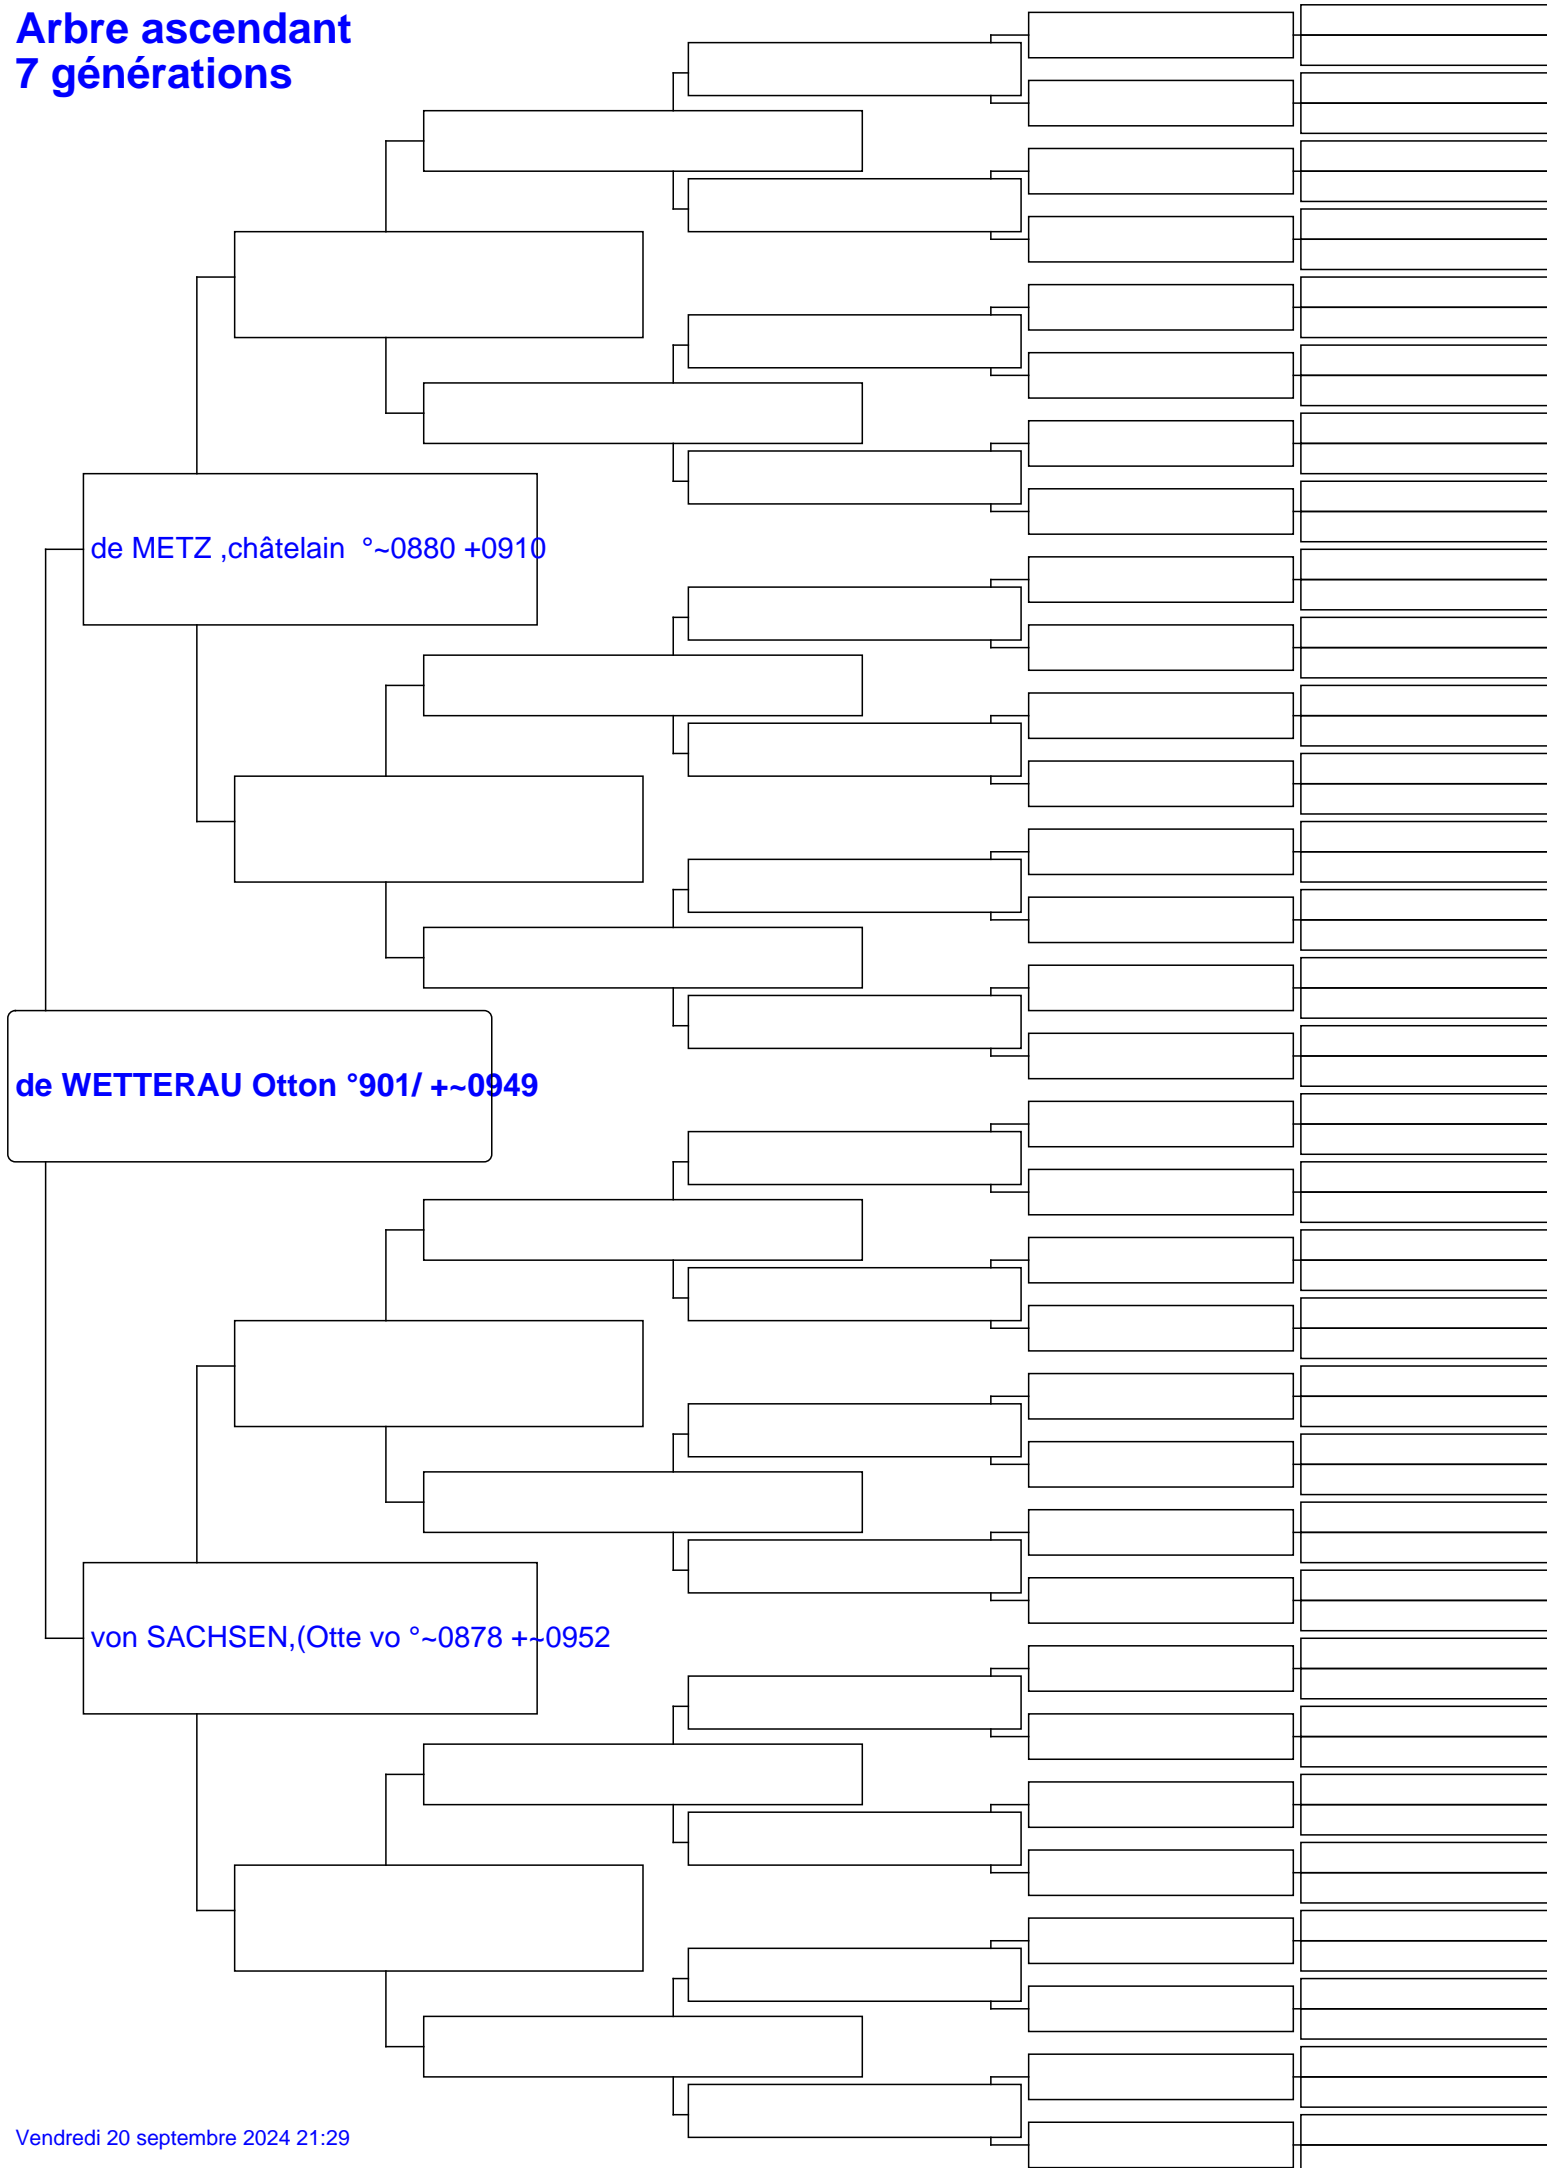 Arbre ascendant
7 générations
de METZ ,châtelain  °~0880 +0910
de WETTERAU Otton °901/ +~0949
von SACHSEN,(Otte vo °~0878 +~0952
Vendredi 20 septembre 2024 21:29